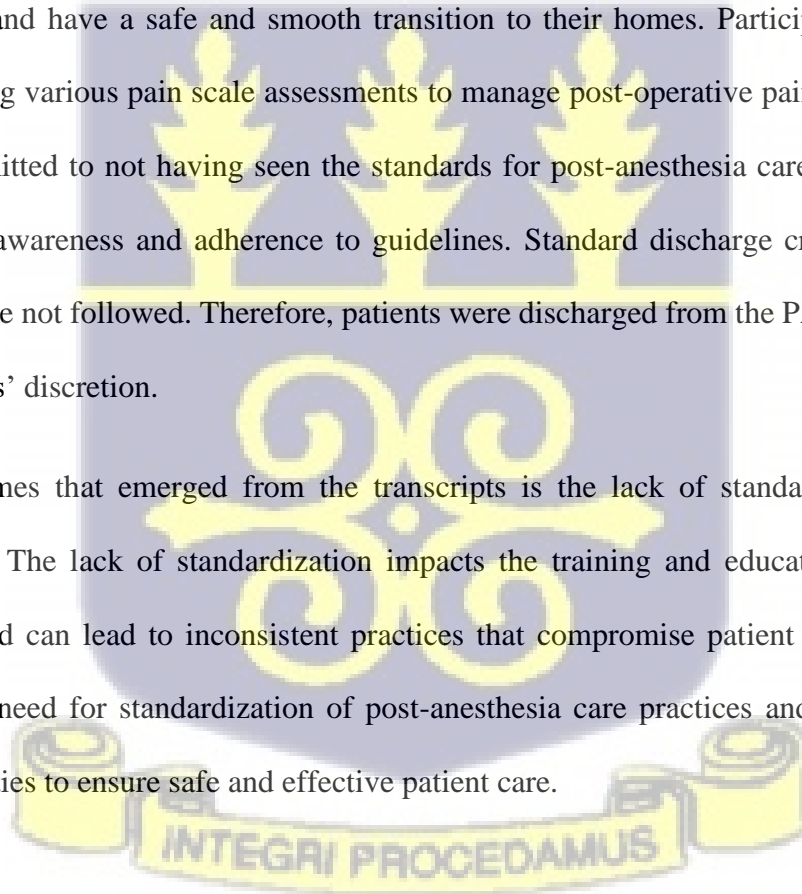 and have a safe and smooth transition to their homes. Particip
g various pain scale assessments to manage post-operative pai
itted to not having seen the standards for post-anesthesia care
awareness and adherence to guidelines. Standard discharge c
e not followed. Therefore, patients were discharged from the P
s’ discretion.
mes that emerged from the transcripts is the lack of standa
The lack of standardization impacts the training and educat
d can lead to inconsistent practices that compromise patient
need for standardization of post-anesthesia care practices and
ies to ensure safe and effective patient care.
INTEGRI PROCEDAMUS